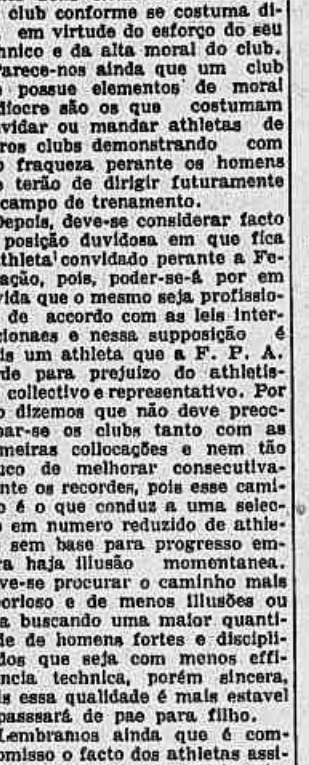 club conforme se costuma di-
em virtude do esforço do seu
hnico e da alta moral do club.
Parece-nos ainda que um club
possue elementos de moral
diocre são os que costumam
vidar ou mandar athletas de
ros clubs demonstrando com
o fraqueza perante os homens
e terão de dirigir futuramente
campo de trenamento.
Depois, deve-se considerar facto
posição duvidosa em que fica
athleta convidado perante a Fe-
ação, pois, poder-se-á por em
vida que o mesmo seja profissio-
de accordo com as leis inter-
cionaes e nessa supposição é
is um athleta que a F. P. A.
rde para prejuizo do athletis-
collectivo e representativo. Por
o dizemos que não deve preoc-
par-se os clubs tanto com as
meiras collocações e nem tão
uco de melhorar consecutiva-
nte os recordes, pois esse cami-
o é o que conduz a uma selec-
o em numero reduzido de athle-
sem base para progresso em-
ra haja illusão momentanea.
ve-se procurar o caminho mais
orioso e de menos illusões ou
a buscando uma maior quanti-
de de homens fortes e discipli-
dos que seja com menos effi-
ncia technica, porém sincera,
is essa qualidade é mais estavel
passsará de pae para filho.
Lembramos ainda que é com-
omisso o facto dos athletas assi-